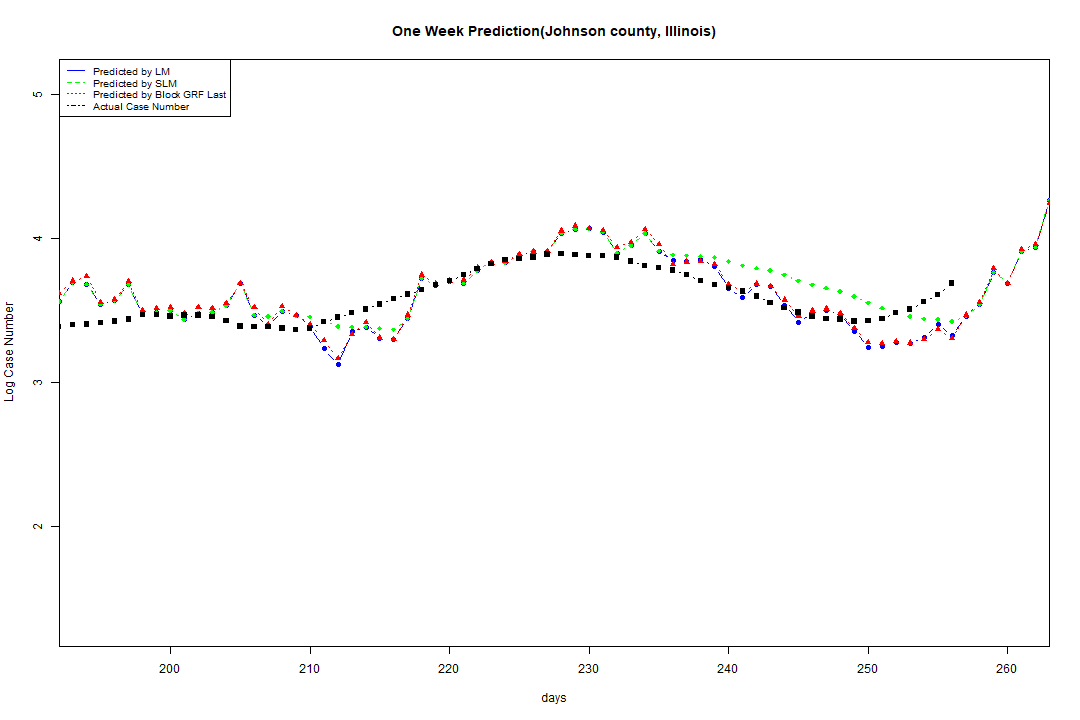 One Week Prediction(Johnson county, Illinois)
Predicted by LM
Predicted by SLM
Predicted by Block GRF Last
Actual Case Number
5
4
3
2
Log Case Number
200 210 220 230 240 250 260
days